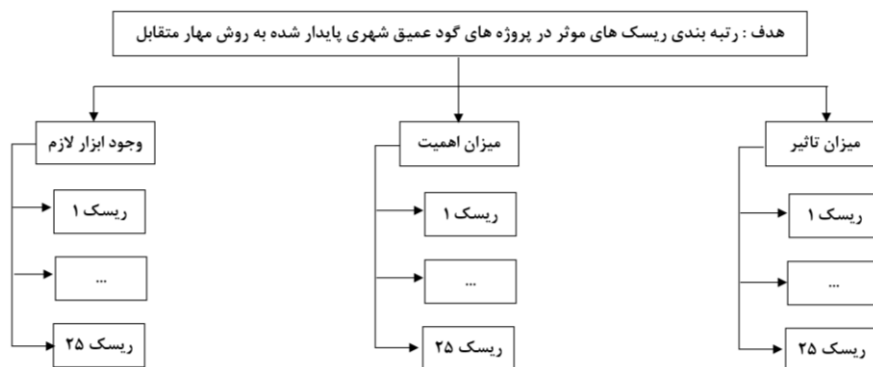 هدف : رتبه بندی ریسک های موثر در پروژه های گود عمیق شهری پایدار شده به روش مهار متقابل
میزان تاثیر
میزان اهمیت
وجود ابزار لازم
ریسک ۱
ریسک ۱
ریسک ۱
...
...
...
ریسک ۲۵
ریسک ۲۵
ریسک ۲۵